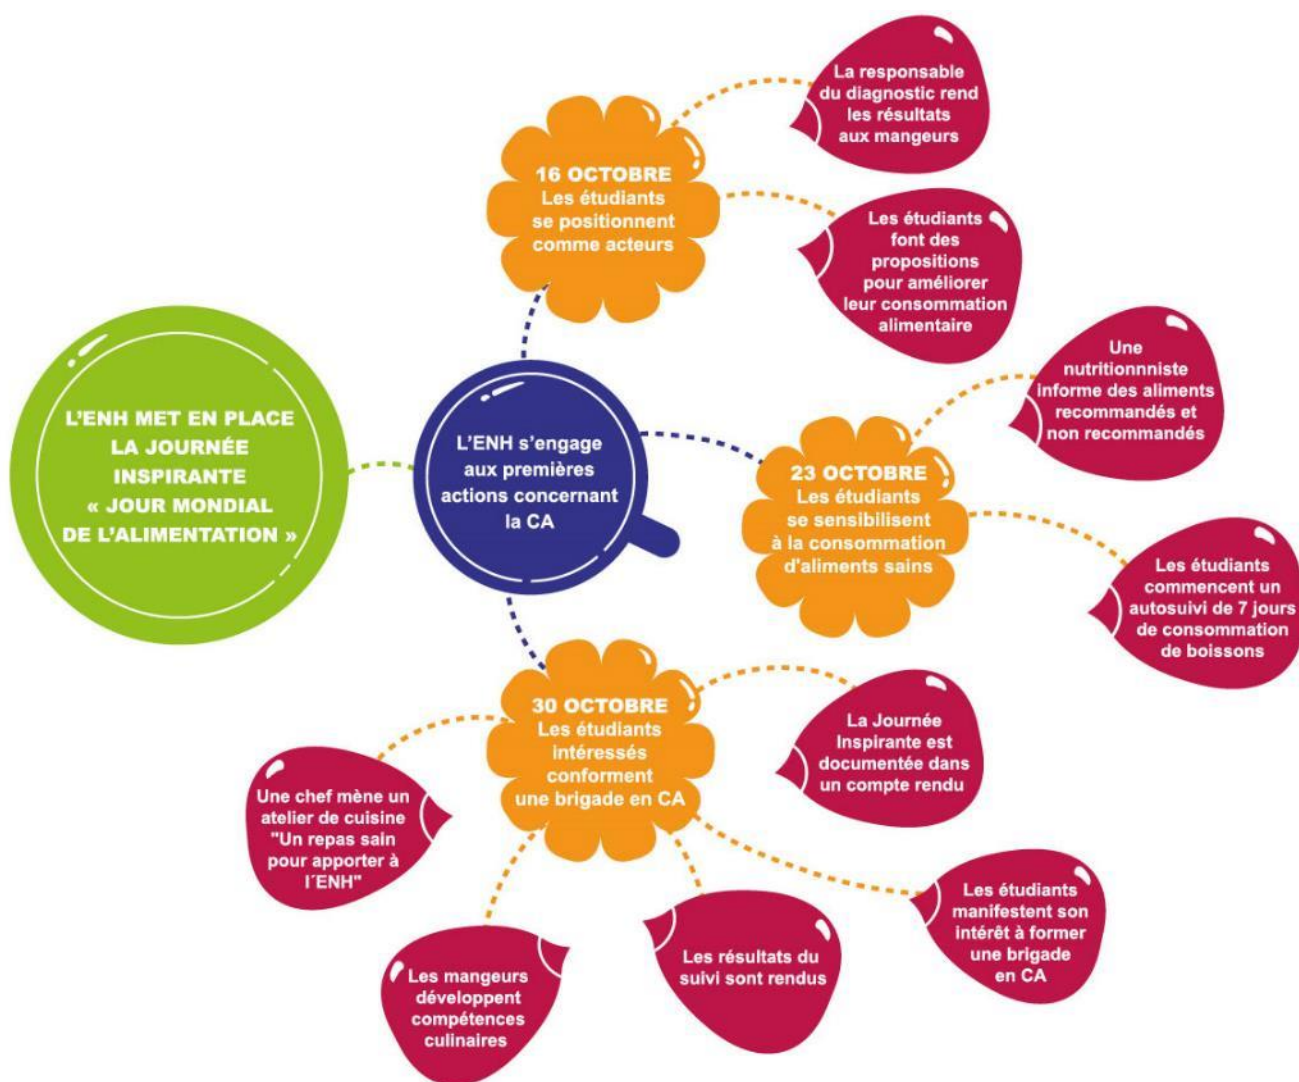 L'ENH MET EN PLACE
LA JOURNÉE
INSPIRANTE
« JOUR MONDIAL
DE L'ALIMENTATION »
L'ENH s'engage
aux premières
actions concernant
la CA
16 OCTOBRE
Les étudiants
se positionnent
comme acteurs
La responsable
du diagnostic rend
les résultats
aux mangeurs
Les étudiants
font des
propositions
pour améliorer
leur consommation
alimentaire
23 OCTOBRE
Les étudiants
se sensibilisent
à la consommation
d'aliments sains
Une
nutritionnniste
informe des aliments
recommandés et
non recommandés
Les étudiants
commencent un
autosuivi de 7 jours
de consommation
de boissons
30 OCTOBRE
Les étudiants
intéressés
conforment
une brigade en CA
La Journée
Inspirante est
documentée dans
un compte rendu
Les étudiants
manifestent son
intérêt à former
une brigade
en CA
Les résultats du
suivi sont rendus
Les mangeurs
développent
compétences
culinaires
Une chef mène un
atelier de cuisine
"Un repas sain
pour apporter à
l´ENH"